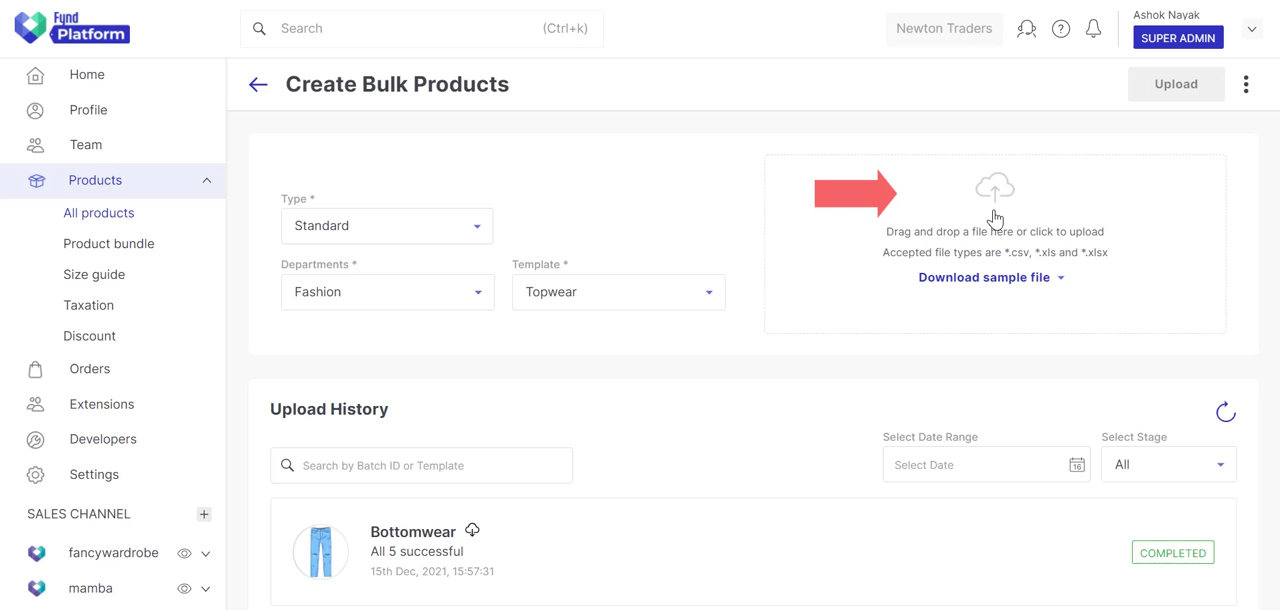 Fynd
Platform
Search
(Ctrl+k)
Newton Traders
?
Ashok Nayak
SUPER ADMIN
Home
Profile
Team
Products
All products
Product bundle
Size guide
Taxation
Discount
Orders
Extensions
Developers
Settings
SALES CHANNEL
+
fancywardrobe
mamba
Create Bulk Products
Upload
Type *
Standard
Departments *
Fashion
Template *
Topwear
Drag and drop a file here or click to upload
Accepted file types are *.csv, *.xls and *.xlsx
Download sample file
Upload History
Search by Batch ID or Template
Select Date Range
Select Date
16
Select Stage
All
Bottomwear
All 5 successful
15th Dec, 2021, 15:57:31
COMPLETED